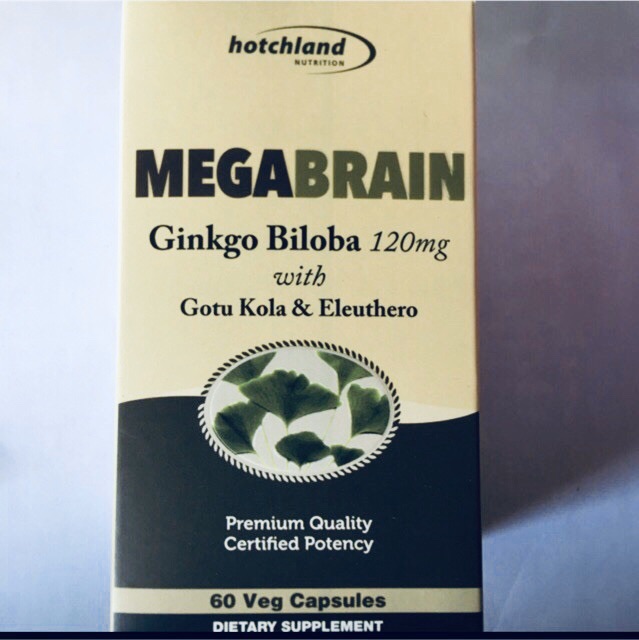 hotchland
NUTRITION
MEGABRAIN
Ginkgo Biloba 120mg
with
Gotu Kola & Eleuthero
Premium Quality
Certified Potency
60 Veg Capsules
DIETARY SUPPLEMENT